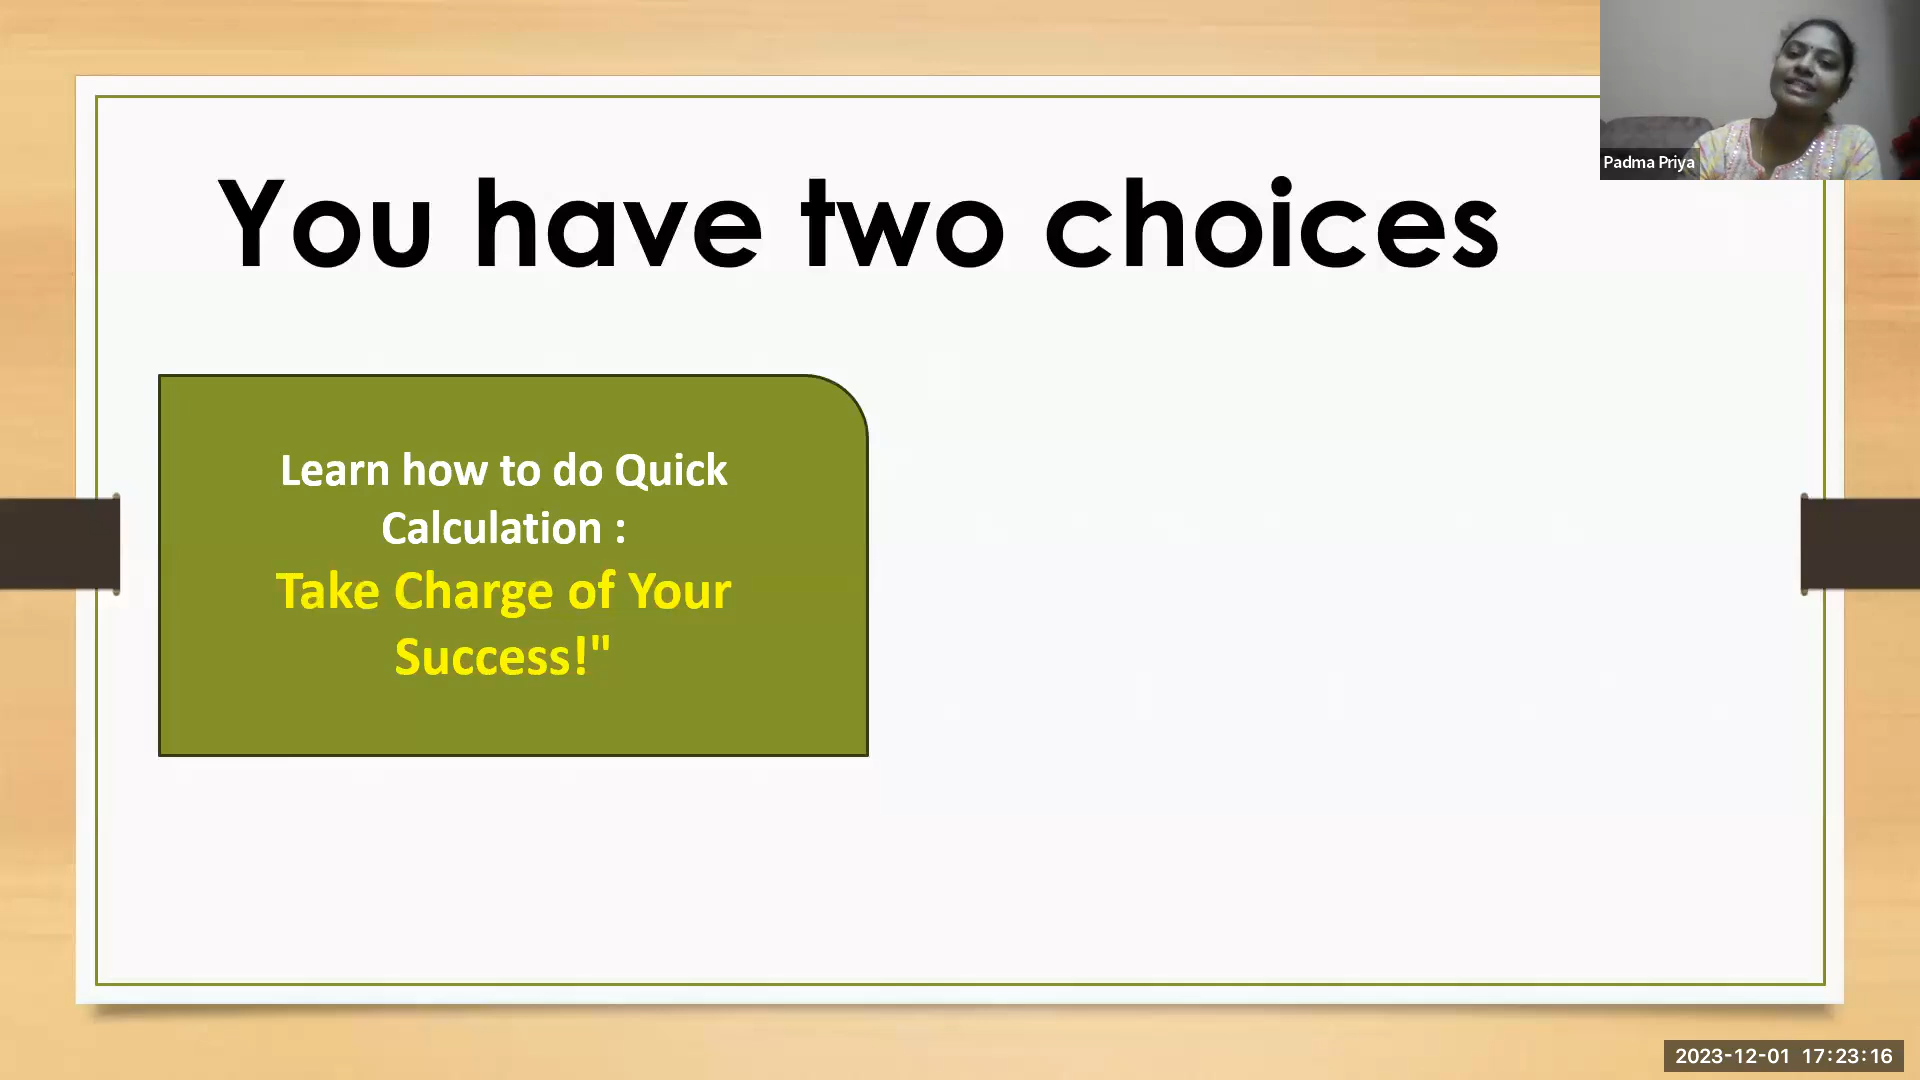 You have two choices
Learn how to do Quick
Calculation :
Take Charge of Your
Success!"
Padma Priya
2023-12-01 17:23:16